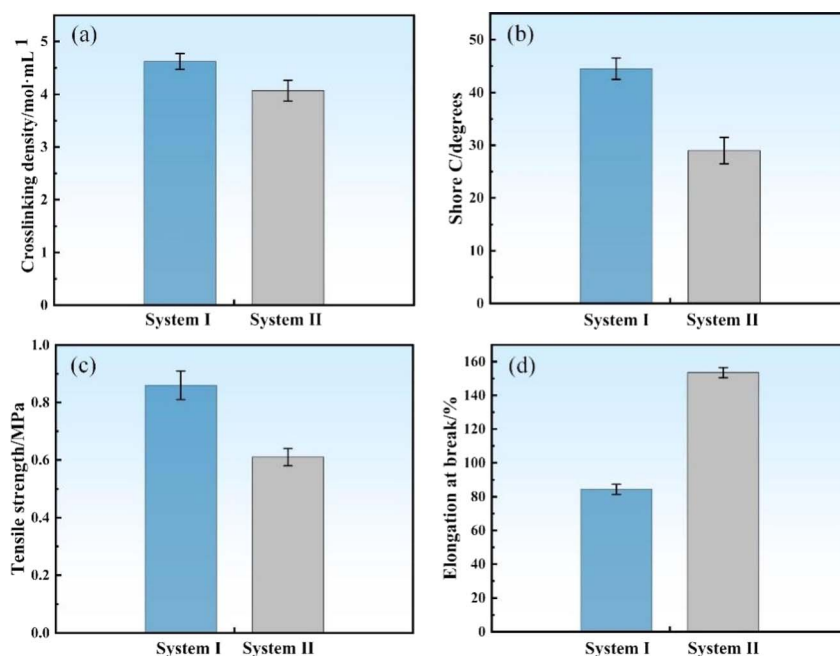 (a)
Crosslinking density/mol·mL 1
5
4
3
2
1
0
System I System II
(b)
Shore C/degrees
50
40
30
20
10
0
System I System II
(c)
Tensile strength/MPa
1.0
0.8
0.6
0.4
0.2
0.0
System I System II
(d)
Elongation at break/%
160
140
120
100
80
60
40
20
0
System I System II